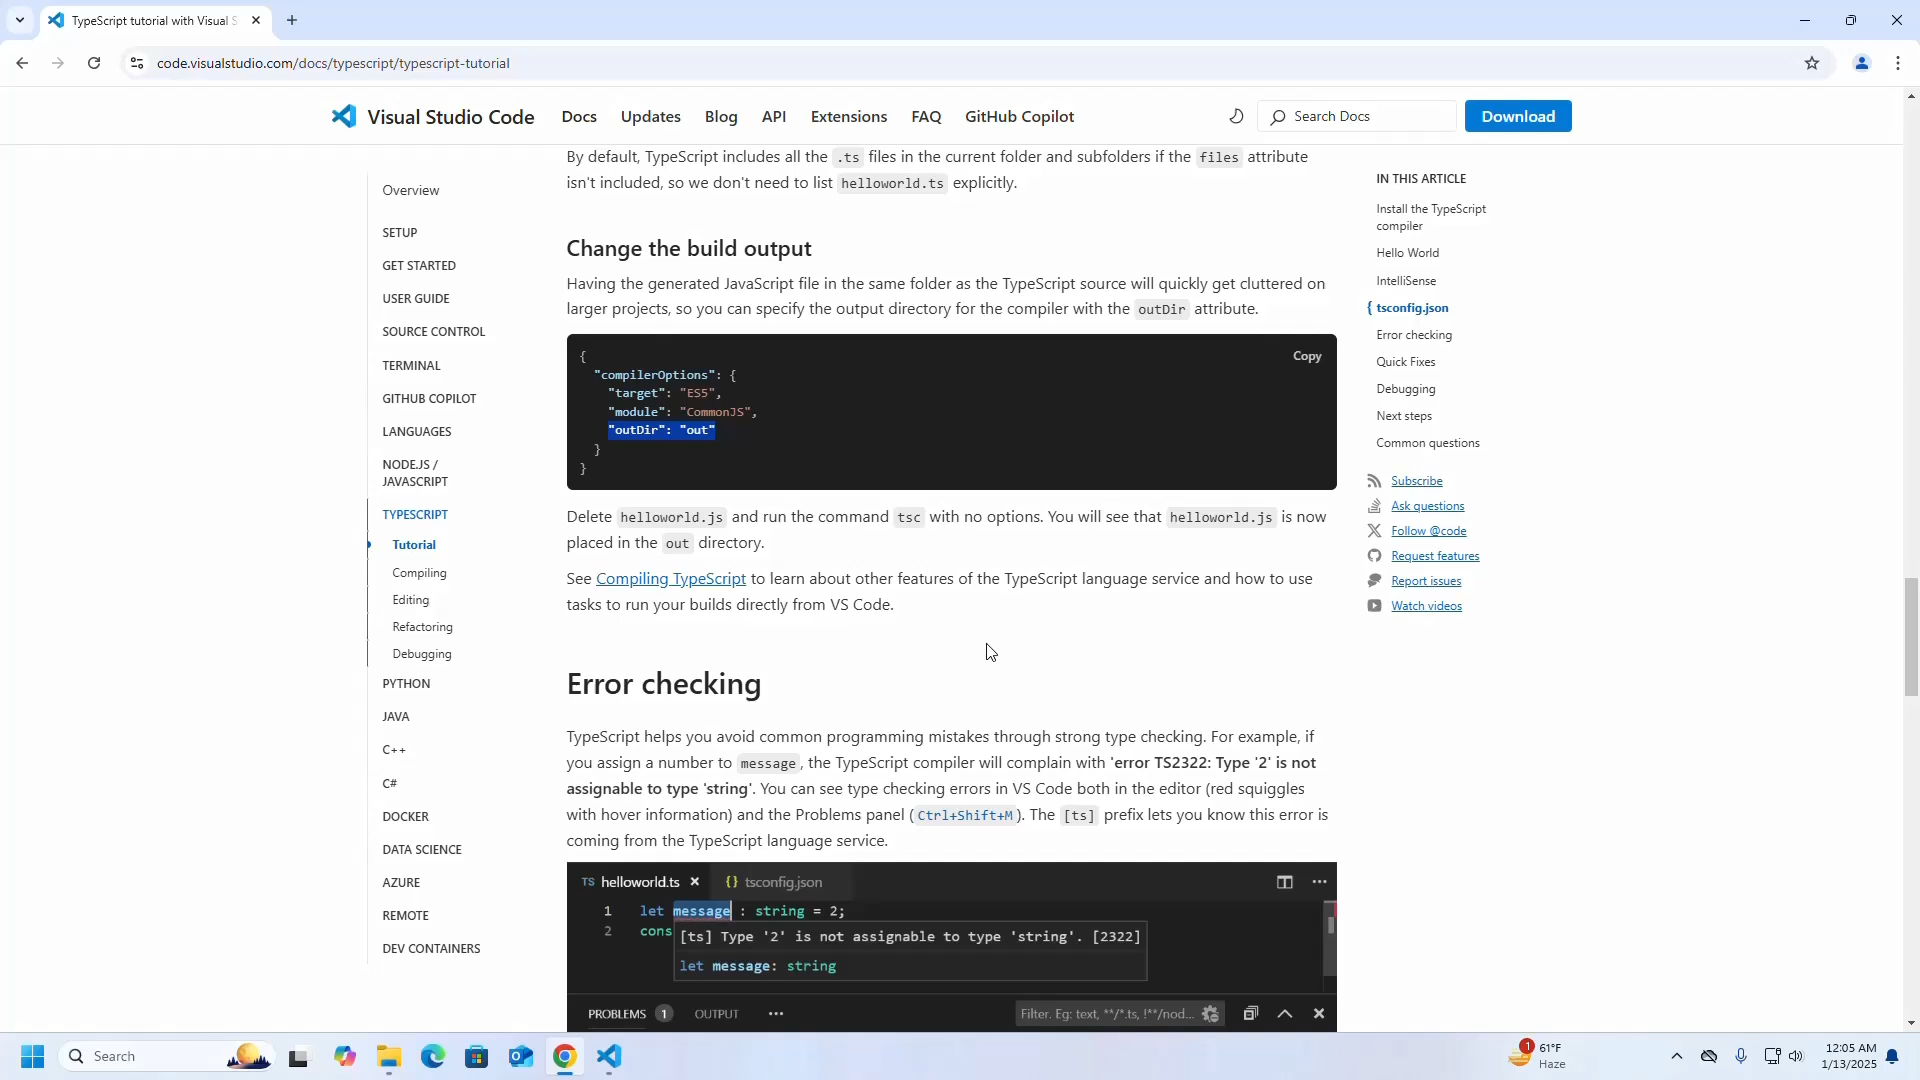 TypeScript tutorial with Visual S
code.visualstudio.com/docs/typescript/typescript-tutorial
Visual Studio Code
Docs
Updates
Blog
API
Extensions
FAQ
GitHub Copilot
Search Docs
Download
Overview
SETUP
GET STARTED
USER GUIDE
SOURCE CONTROL
TERMINAL
GITHUB COPILOT
LANGUAGES
NODE.JS /
JAVASCRIPT
TYPESCRIPT
Tutorial
Compiling
Editing
Refactoring
Debugging
PYTHON
JAVA
C++
C#
DOCKER
DATA SCIENCE
AZURE
REMOTE
DEV CONTAINERS
By default, TypeScript includes all the .ts files in the current folder and subfolders if the files attribute
isn't included, so we don't need to list helloworld.ts explicitly.
Change the build output
Having the generated JavaScript file in the same folder as the TypeScript source will quickly get cluttered on
larger projects, so you can specify the output directory for the compiler with the outDir attribute.
Copy
{
"compilerOptions": {
"target": "ES5",
"module": "CommonJS",
"outDir": "out"
}
}
Delete helloworld.js and run the command tsc with no options. You will see that helloworld.js is now
placed in the out directory.
See Compiling TypeScript to learn about other features of the TypeScript language service and how to use
tasks to run your builds directly from VS Code.
Error checking
TypeScript helps you avoid common programming mistakes through strong type checking. For example, if
you assign a number to message, the TypeScript compiler will complain with 'error TS2322: Type '2' is not
assignable to type 'string'. You can see type checking errors in VS Code both in the editor (red squiggles
with hover information) and the Problems panel (Ctrl+Shift+M). The [ts] prefix lets you know this error is
coming from the TypeScript language service.
TS helloworld.ts
{} tsconfig.json
1 let message : string = 2;
2 cons
[ts] Type '2' is not assignable to type 'string'. [2322]
let message: string
PROBLEMS 1
OUTPUT
Filter. Eg: text, **/*.ts, !**/nod...
IN THIS ARTICLE
Install the TypeScript
compiler
Hello World
IntelliSense
{ tsconfig.json
Error checking
Quick Fixes
Debugging
Next steps
Common questions
Subscribe
Ask questions
Follow @code
Request features
Report issues
Watch videos
Search
1
61°F
Haze
12:05 AM
1/13/2025